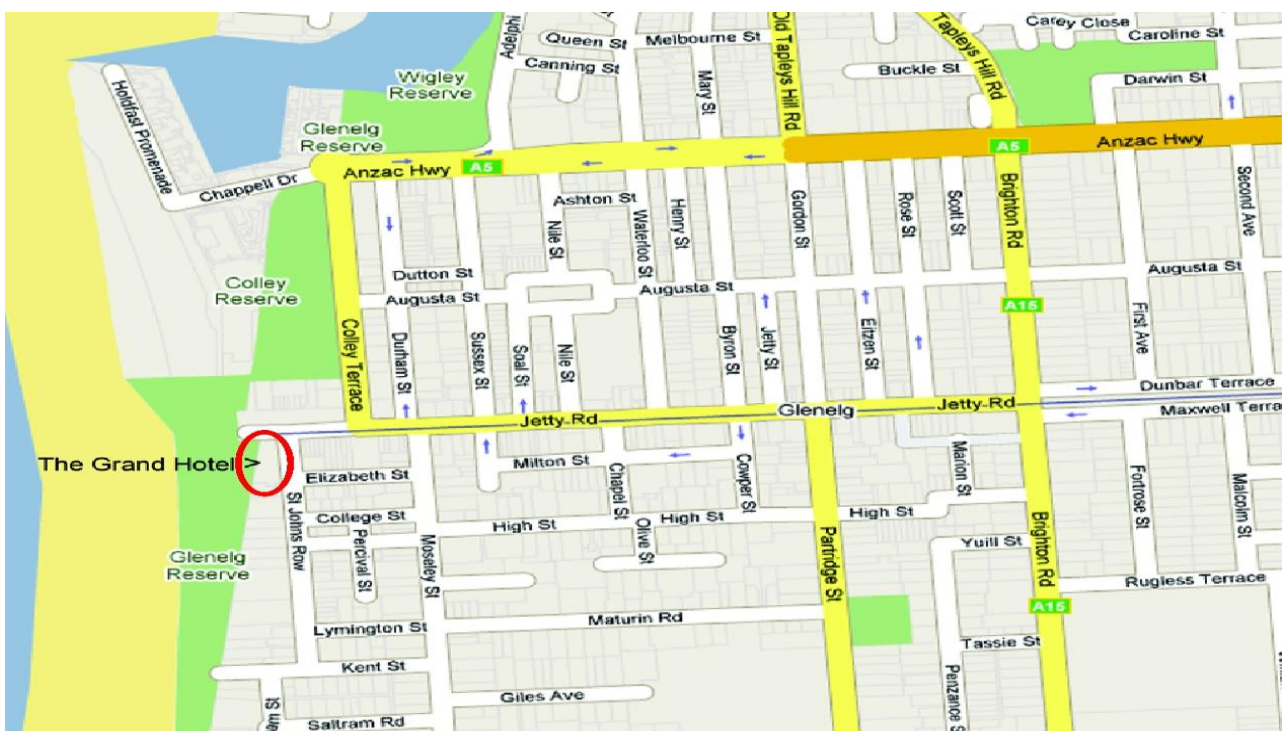 Carey Close
Caroline St
Adelphi
Queen St
Melbourne St
Canning St
Old Tapleys Hill Rd
Tapleys Hill Rd
Buckle St
Darwin St
Mary St
Wigley
Reserve
Holdfast Promenade
Glenelg
Reserve
Anzac Hwy
A5
A5
Anzac Hwy
Chappell Dr
Ashton St
Nile St
Waterloo St
Henry St
Gordon St
Rose St
Scott St
Brighton Rd
Second Ave
Dutton St
Augusta St
Augusta St
Augusta St
Colley
Reserve
A15
Colley Terrace
Durham St
Sussex St
Soal St
Nile St
Byron St
Jetty St
Eitzen St
First Ave
Dunbar Terrace
Jetty-Rd
Glenelg
Jetty-Rd
Maxwell Terra
The Grand Hotel >
Elizabeth St
Milton St
Chapel St
Cowper St
Marion St
Fortrose St
Malcolm St
St Johns Row
College St
High St
High St
High St
Percival St
Moseley St
Olive St
Partridge St
Brighton Rd
Yuill St
Glenelg
Reserve
Rugless Terrace
A15
Lymington St
Maturin Rd
Tassie St
Kent St
Penzance S
Giles Ave
Saltram Rd